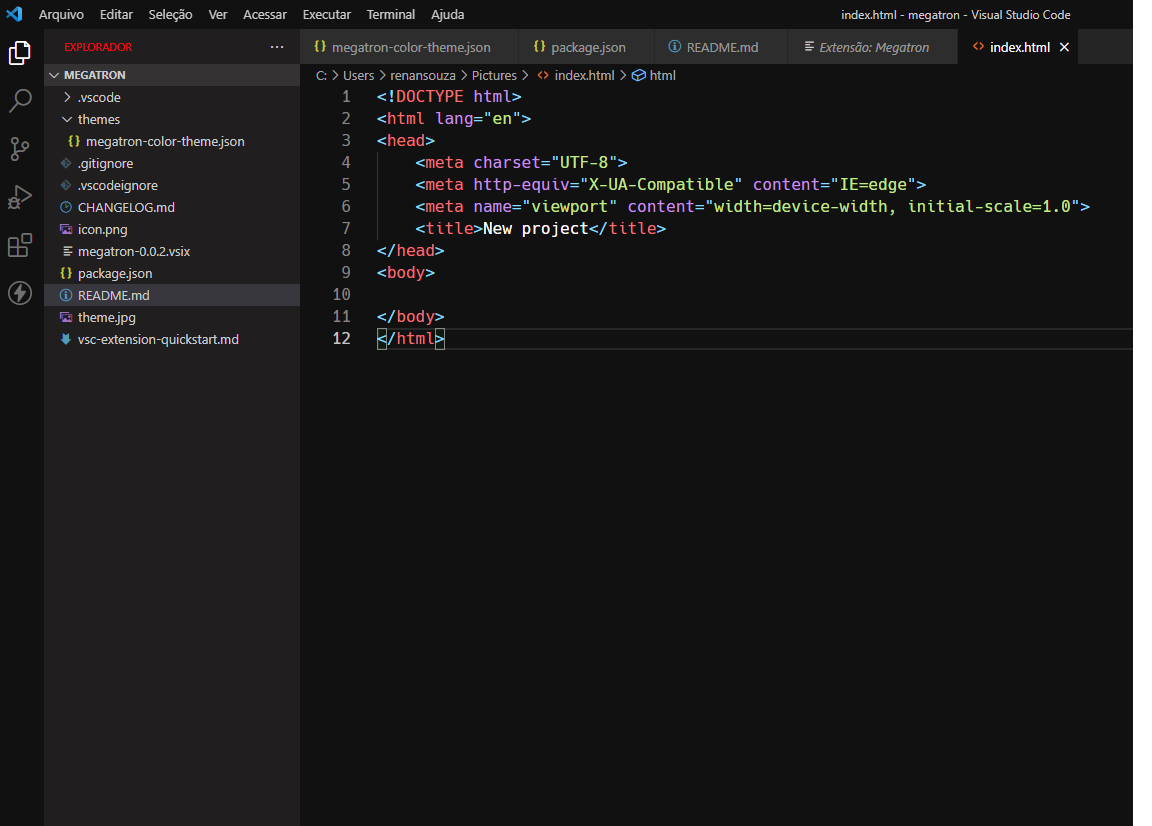 Arquivo Editar Seleção Ver Acessar Executar Terminal Ajuda index.html - megatron - Visual Studio Code
EXPLORADOR ···
MEGATRON
.vscode
themes
megatron-color-theme.json
.gitignore
.vscodeignore
CHANGELOG.md
icon.png
megatron-0.0.2.vsix
package.json
README.md
theme.jpg
vsc-extension-quickstart.md
megatron-color-theme.json package.json README.md Extensão: Megatron index.html
C: > Users > renansouza > Pictures > index.html > html
1 <!DOCTYPE html>
2 <html lang="en">
3 <head>
4     <meta charset="UTF-8">
5     <meta http-equiv="X-UA-Compatible" content="IE=edge">
6     <meta name="viewport" content="width=device-width, initial-scale=1.0">
7     <title>New project</title>
8 </head>
9 <body>
10
11 </body>
12 </html>